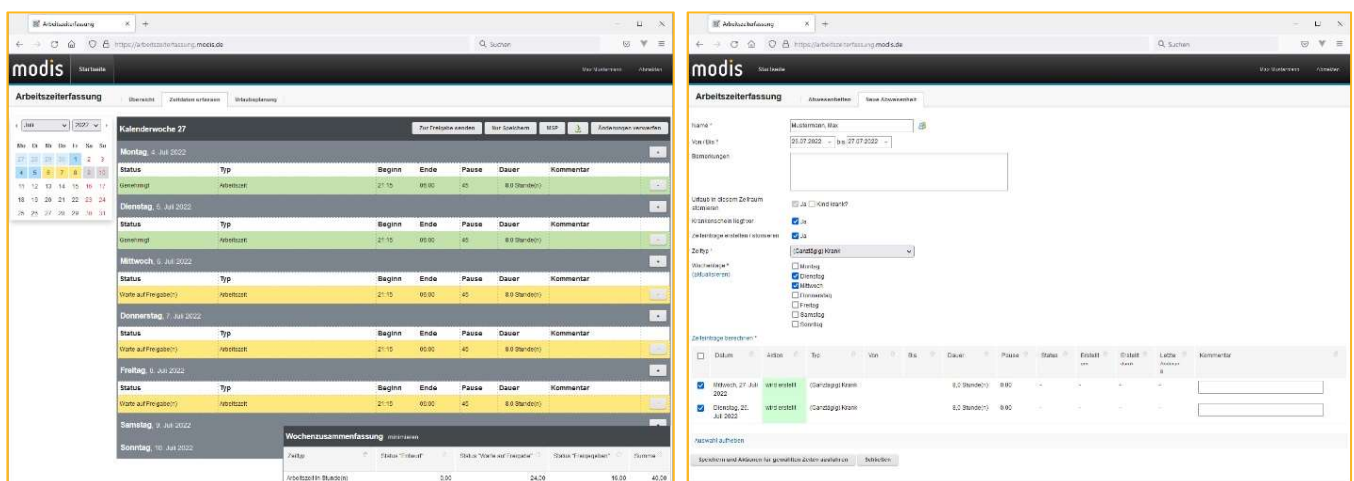 Arbeitszeiterfassung
https://arbeitszeiterfassung.modis.de
Suchen
modis Startseite
Max Mustermann Abmelden
Arbeitszeiterfassung
Übersicht Zeitdaten erfassen Urlaubsplanung
Juli 2022
Mo Di Mi Do Fr Sa So
27 28 29 30 1 2 3
4 5 6 7 8 9 10
11 12 13 14 15 16 17
18 19 20 21 22 23 24
25 26 27 28 29 30 31
Kalenderwoche 27
Zur Freigabe senden Nur Speichern MSP Änderungen verwerfen
Montag, 4. Juli 2022
Status Typ Beginn Ende Pause Dauer Kommentar
Genehmigt Arbeitszeit 21:15 06:00 45 8.0 Stunde(n)
Dienstag, 5. Juli 2022
Status Typ Beginn Ende Pause Dauer Kommentar
Genehmigt Arbeitszeit 21:15 06:00 45 8.0 Stunde(n)
Mittwoch, 6. Juli 2022
Status Typ Beginn Ende Pause Dauer Kommentar
Warte auf Freigabe(n) Arbeitszeit 21:15 06:00 45 8.0 Stunde(n)
Donnerstag, 7. Juli 2022
Status Typ Beginn Ende Pause Dauer Kommentar
Warte auf Freigabe(n) Arbeitszeit 21:15 06:00 45 8.0 Stunde(n)
Freitag, 8. Juli 2022
Status Typ Beginn Ende Pause Dauer Kommentar
Warte auf Freigabe(n) Arbeitszeit 21:15 06:00 45 8.0 Stunde(n)
Samstag, 9. Juli 2022
Sonntag, 10. Juli 2022
Wochenzusammenfassung minimieren
Zeittyp Status "Entwurf" Status "Warte auf Freigabe" Status "Freigegeben" Summe
Arbeitszeit in Stunde(n) 0,00 24,00 16,00 40,00
Arbeitszeiterfassung
https://arbeitszeiterfassung.modis.de
Suchen
modis Startseite
Max Mustermann Abmelden
Arbeitszeiterfassung
Abwesenheiten Neue Abwesenheit
Name * Mustermann, Max
Von / Bis * 21.07.2022 bis 27.07.2022
Bemerkungen
Urlaub in diesem Zeitraum
stornieren
Ja Kind krank?
Krankenschein liegt vor Ja
Zeiteinträge erstellen / stornieren Ja
Zeittyp * (Ganztägig) Krank
Wochentage *
(aktualisieren)
Montag
Dienstag
Mittwoch
Donnerstag
Freitag
Samstag
Sonntag
Zeiteinträge berechnen *
Datum Action Typ Von Bis Dauer Pause Status Erstellt Erstellt Letzte Kommentar
Mittwoch, 27. Juli wird erstellt (Ganztägig) Krank 8,0 Stunde(n) 0:00 - - - -
2022
Dienstag, 26. wird erstellt (Ganztägig) Krank 8,0 Stunde(n) 0:00 - - - -
Juli 2022
Auswahl aufheben
Speichern und Aktionen für gewählten Zeiten ausführen Schließen